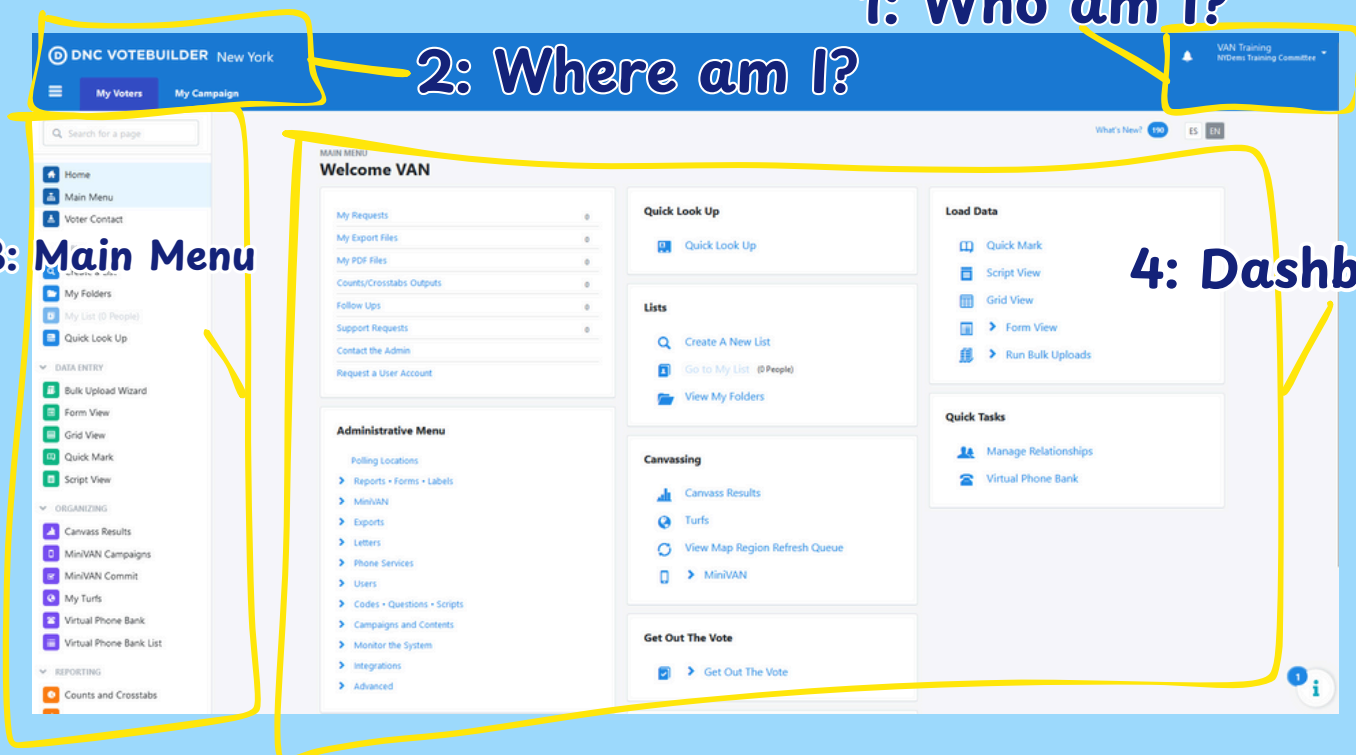 1: Who am I?
DNC VOTEBUILDER New York
2: Where am I?
VAN Training
NYDems Training Committee
My Voters
My Campaign
Search for a page
What's New? 190
ES EN
MAIN MENU
Welcome VAN
Home
Main Menu
Voter Contact
3: Main Menu
My Folders
My List (0 People)
Quick Look Up
DATA ENTRY
Bulk Upload Wizard
Form View
Grid View
Quick Mark
Script View
ORGANIZING
Canvass Results
MiniVAN Campaigns
MiniVAN Commit
My Turfs
Virtual Phone Bank
Virtual Phone Bank List
REPORTING
Counts and Crosstabs
My Requests 0
My Export Files 0
My PDF Files 0
Counts/Crosstabs Outputs 0
Follow Ups 0
Support Requests 0
Contact the Admin
Request a User Account
Administrative Menu
Polling Locations
Reports • Forms • Labels
MiniVAN
Exports
Letters
Phone Services
Users
Codes • Questions • Scripts
Campaigns and Contents
Monitor the System
Integrations
Advanced
Quick Look Up
Quick Look Up
Lists
Create A New List
Go to My List (0 People)
View My Folders
Canvassing
Canvass Results
Turfs
View Map Region Refresh Queue
MiniVAN
Get Out The Vote
Get Out The Vote
Load Data
Quick Mark
Script View
Grid View
Form View
Run Bulk Uploads
4: Dashb
Quick Tasks
Manage Relationships
Virtual Phone Bank
1